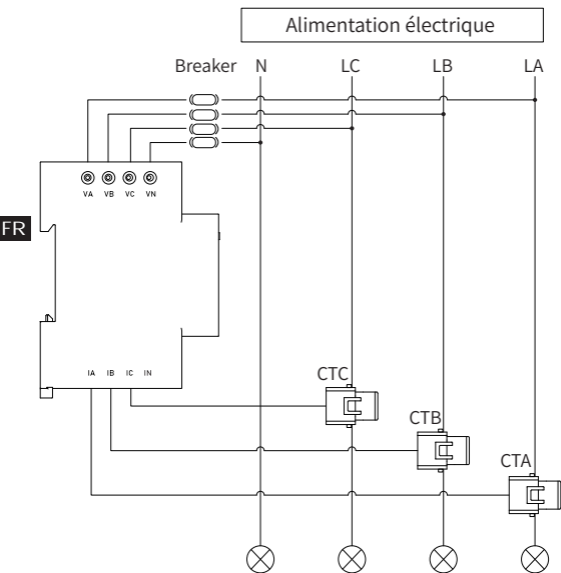 Alimentation électrique
Breaker N LC LB LA
VA VB VC VN
FR
IA IB IC IN
CTC
CTB
CTA